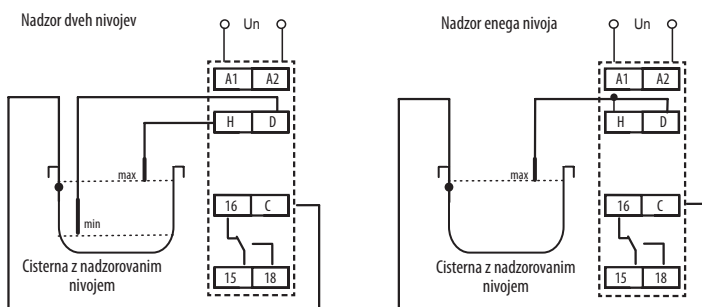 Nadzor dveh nivojev
Un
A1 A2
H D
max
min
16 C
15 18
Cisterna z nadzorovanim
nivojem
Nadzor enega nivoja
Un
A1 A2
H D
max
16 C
15 18
Cisterna z nadzorovanim
nivojem